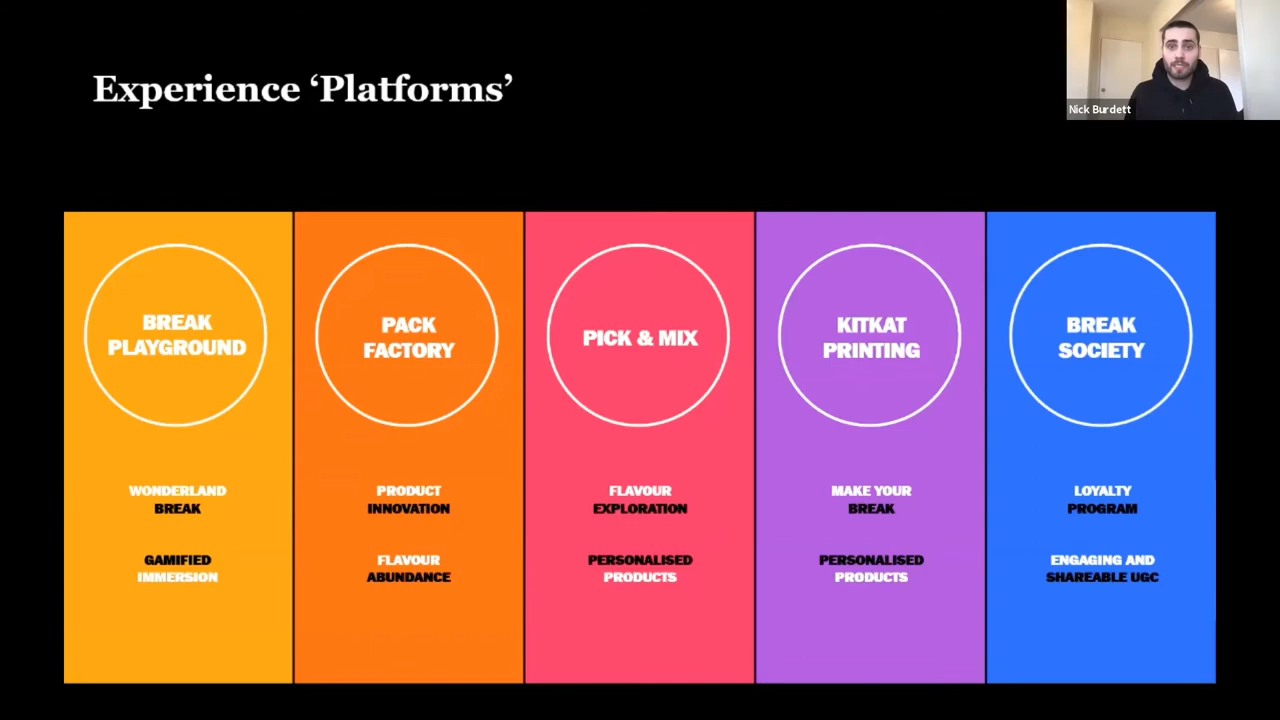 Experience ‘Platforms’
Nick Burdett
BREAK
PLAYGROUND
WONDERLAND
BREAK
GAMIFIED
IMMERSION
PACK
FACTORY
PRODUCT
INNOVATION
FLAVOUR
ABUNDANCE
PICK & MIX
FLAVOUR
EXPLORATION
PERSONALISED
PRODUCTS
KITKAT
PRINTING
MAKE YOUR
BREAK
PERSONALISED
PRODUCTS
BREAK
SOCIETY
LOYALTY
PROGRAM
ENGAGING AND
SHAREABLE UGC